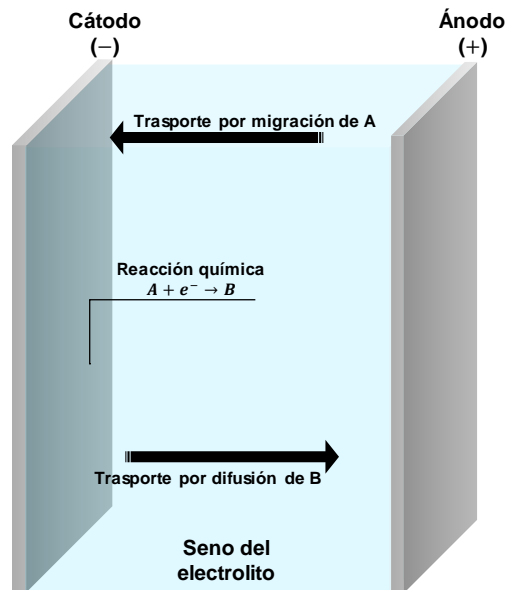 Cátodo
(−)
Ánodo
(+)
Trasporte por migración de A
Reacción química
A + e⁻ → B
Trasporte por difusión de B
Seno del
electrolito